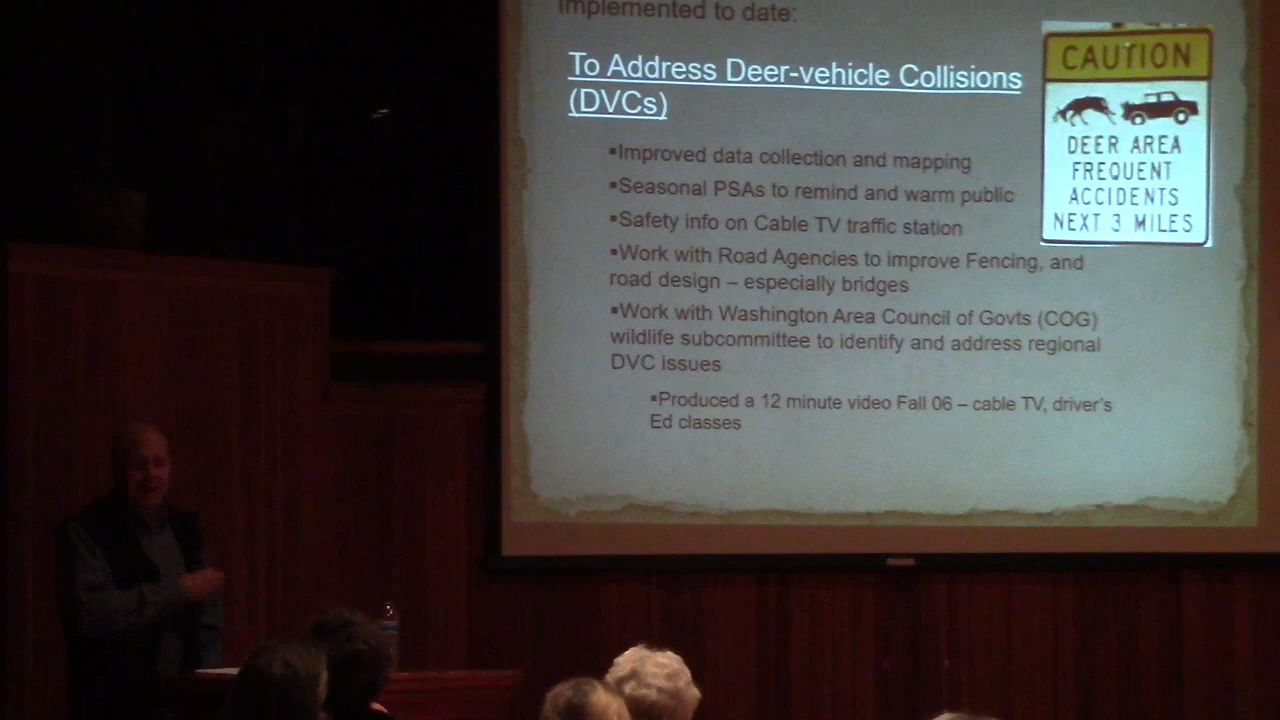 Implemented to date:
To Address Deer-vehicle Collisions
(DVCs)
▪Improved data collection and mapping
▪Seasonal PSAs to remind and warm public
▪Safety info on Cable TV traffic station
▪Work with Road Agencies to improve Fencing, and
road design – especially bridges
▪Work with Washington Area Council of Govts (COG)
wildlife subcommittee to identify and address regional
DVC issues
▪Produced a 12 minute video Fall 06 – cable TV, driver's
Ed classes
CAUTION
DEER AREA
FREQUENT
ACCIDENTS
NEXT 3 MILES